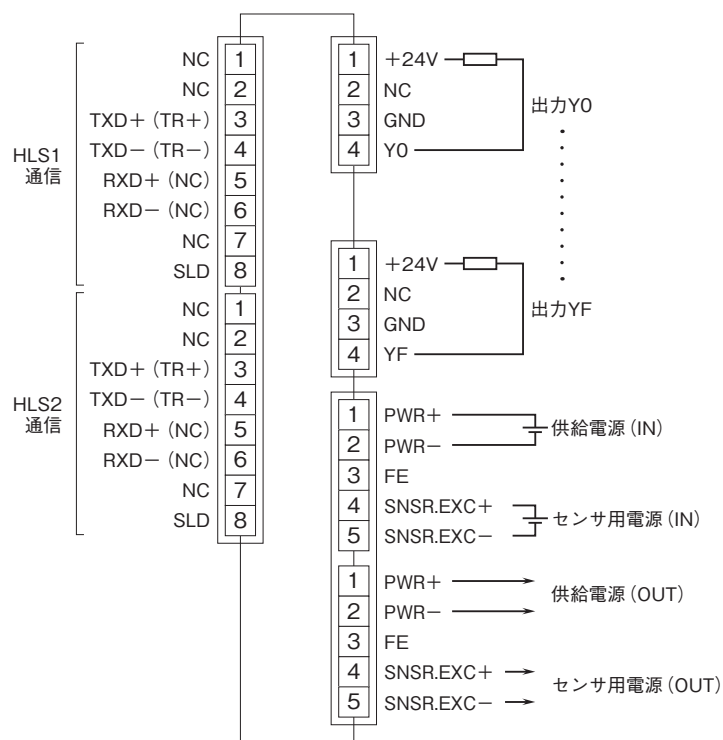 HLS1
通信
NC 1
NC 2
TXD+ (TR+) 3
TXD− (TR−) 4
RXD+ (NC) 5
RXD− (NC) 6
NC 7
SLD 8
HLS2
通信
NC 1
NC 2
TXD+ (TR+) 3
TXD− (TR−) 4
RXD+ (NC) 5
RXD− (NC) 6
NC 7
SLD 8
1 +24V
2 NC
3 GND
4 Y0
出力Y0
1 +24V
2 NC
3 GND
4 YF
出力YF
1 PWR+
2 PWR−
供給電源 (IN)
3 FE
4 SNSR.EXC+
5 SNSR.EXC−
センサ用電源 (IN)
1 PWR+
2 PWR−
供給電源 (OUT)
3 FE
4 SNSR.EXC+
5 SNSR.EXC−
センサ用電源 (OUT)